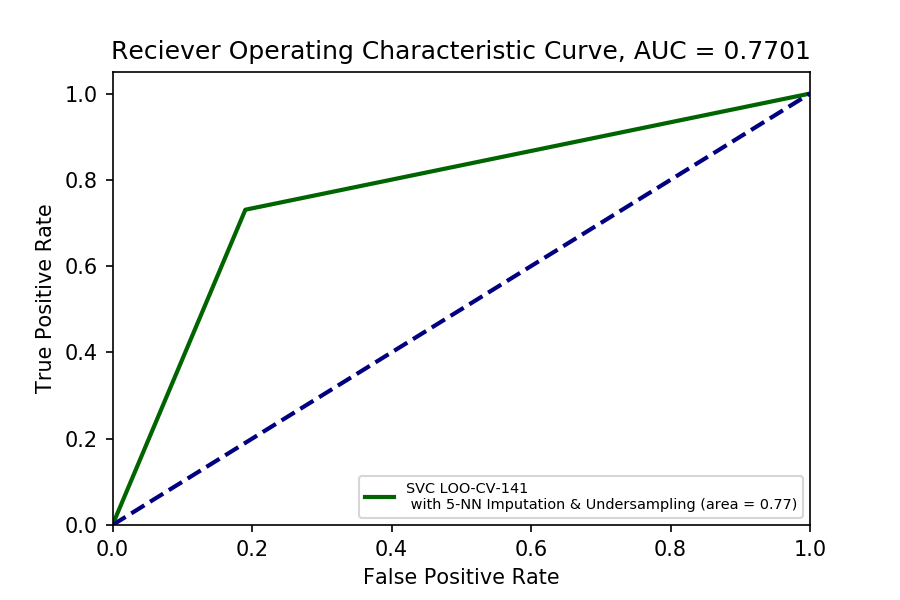 Reciever Operating Characteristic Curve, AUC = 0.7701
True Positive Rate
1.0
0.8
0.6
0.4
0.2
0.0
SVC LOO-CV-141
with 5-NN Imputation & Undersampling (area = 0.77)
0.0 0.2 0.4 0.6 0.8 1.0
False Positive Rate